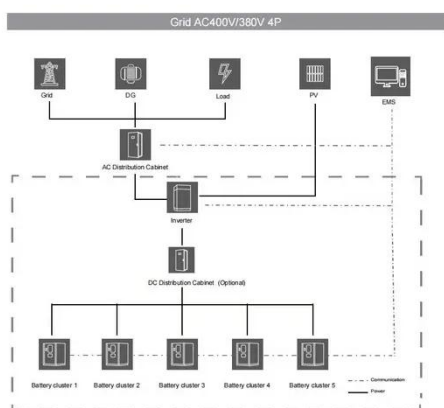 Grid AC400V/380V 4P
Grid
DG
Load
PV
EMS
AC Distribution Cabinet
Inverter
DC Distribution Cabinet (Optional)
Battery cluster 1
Battery cluster 2
Battery cluster 3
Battery cluster 4
Battery cluster 5
Communication
Power